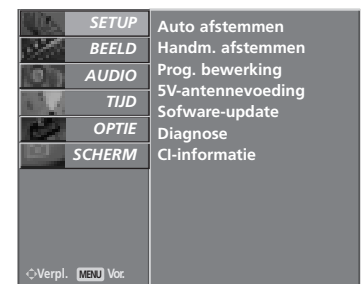 SETUP
BEELD
AUDIO
TIJD
OPTIE
SCHERM
Auto afstemmen
Handm. afstemmen
Prog. bewerking
5V-antennevoeding
Sofware-update
Diagnose
CI-informatie
Verpl. MENU Vor.